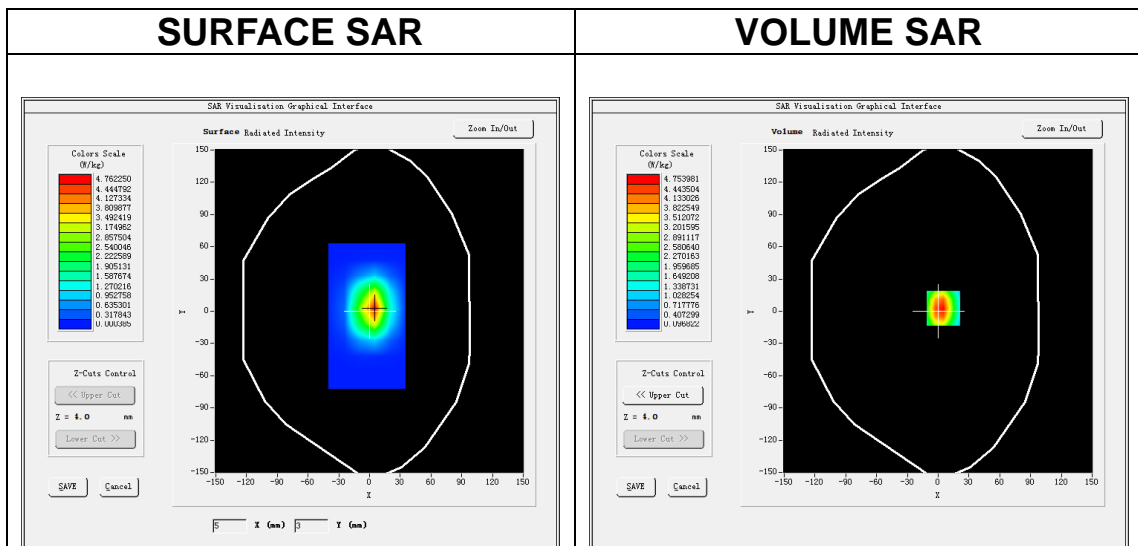 SURFACE SAR
VOLUME SAR
SAR Visualisation Graphical Interface
Surface Radiated Intensity
Zoom In/Out
Colors Scale
(W/kg)
4.762250
4.444792
4.127334
3.809877
3.492419
3.174962
2.857504
2.540046
2.222589
1.905131
1.587674
1.270216
0.952758
0.635301
0.317843
0.000385
Z-Cuts Control
<< Upper Cut
Z = 4.0 mm
Lower Cut >>
SAVE Cancel
150
120
90
60
30
0
-30
-60
-90
-120
-150
Y
-150 -120 -90 -60 -30 0 30 60 90 120 150
X
5 X (mm) 3 Y (mm)
SAR Visualisation Graphical Interface
Volume Radiated Intensity
Zoom In/Out
Colors Scale
(W/kg)
4.753981
4.443504
4.133026
3.822549
3.512072
3.201595
2.891117
2.580640
2.270163
1.959685
1.649208
1.338731
1.028254
0.717776
0.407299
0.096822
Z-Cuts Control
<< Upper Cut
Z = 4.0 mm
Lower Cut >>
SAVE Cancel
150
120
90
60
30
0
-30
-60
-90
-120
-150
Y
-150 -120 -90 -60 -30 0 30 60 90 120 150
X